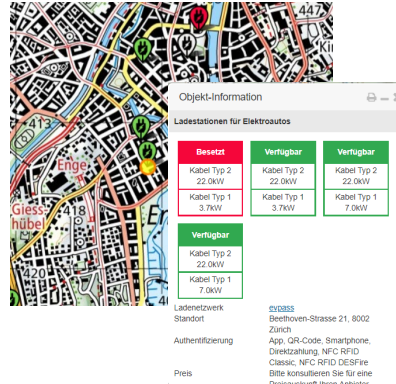 447
Ki
413
Enge
Giess-
hübel
418
420
Objekt-Information
Ladestationen für Elektroautos
Besetzt
Kabel Typ 2
22.0kW
Kabel Typ 1
3.7kW
Verfügbar
Kabel Typ 2
22.0kW
Kabel Typ 1
3.7kW
Verfügbar
Kabel Typ 2
22.0kW
Kabel Typ 1
7.0kW
Verfügbar
Kabel Typ 2
22.0kW
Kabel Typ 1
7.0kW
Ladenetzwerk evpass
Standort Beethoven-Strasse 21, 8002
Zürich
Authentifizierung App, QR-Code, Smartphone,
Direktzahlung, NFC RFID
Classic, NFC RFID DESFire
Preis Bitte konsultieren Sie für eine
Preisauskunft Ihren Anbieter